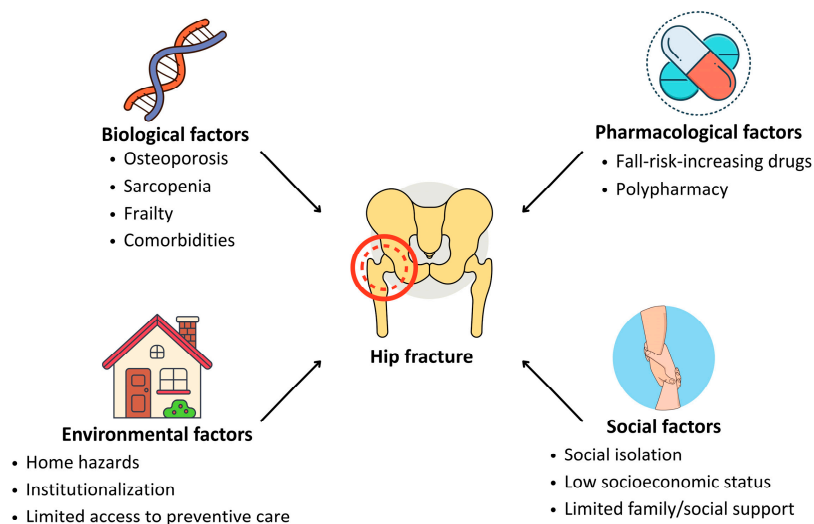 Biological factors
• Osteoporosis
• Sarcopenia
• Frailty
• Comorbidities
Pharmacological factors
• Fall-risk-increasing drugs
• Polypharmacy
Hip fracture
Environmental factors
• Home hazards
• Institutionalization
• Limited access to preventive care
Social factors
• Social isolation
• Low socioeconomic status
• Limited family/social support